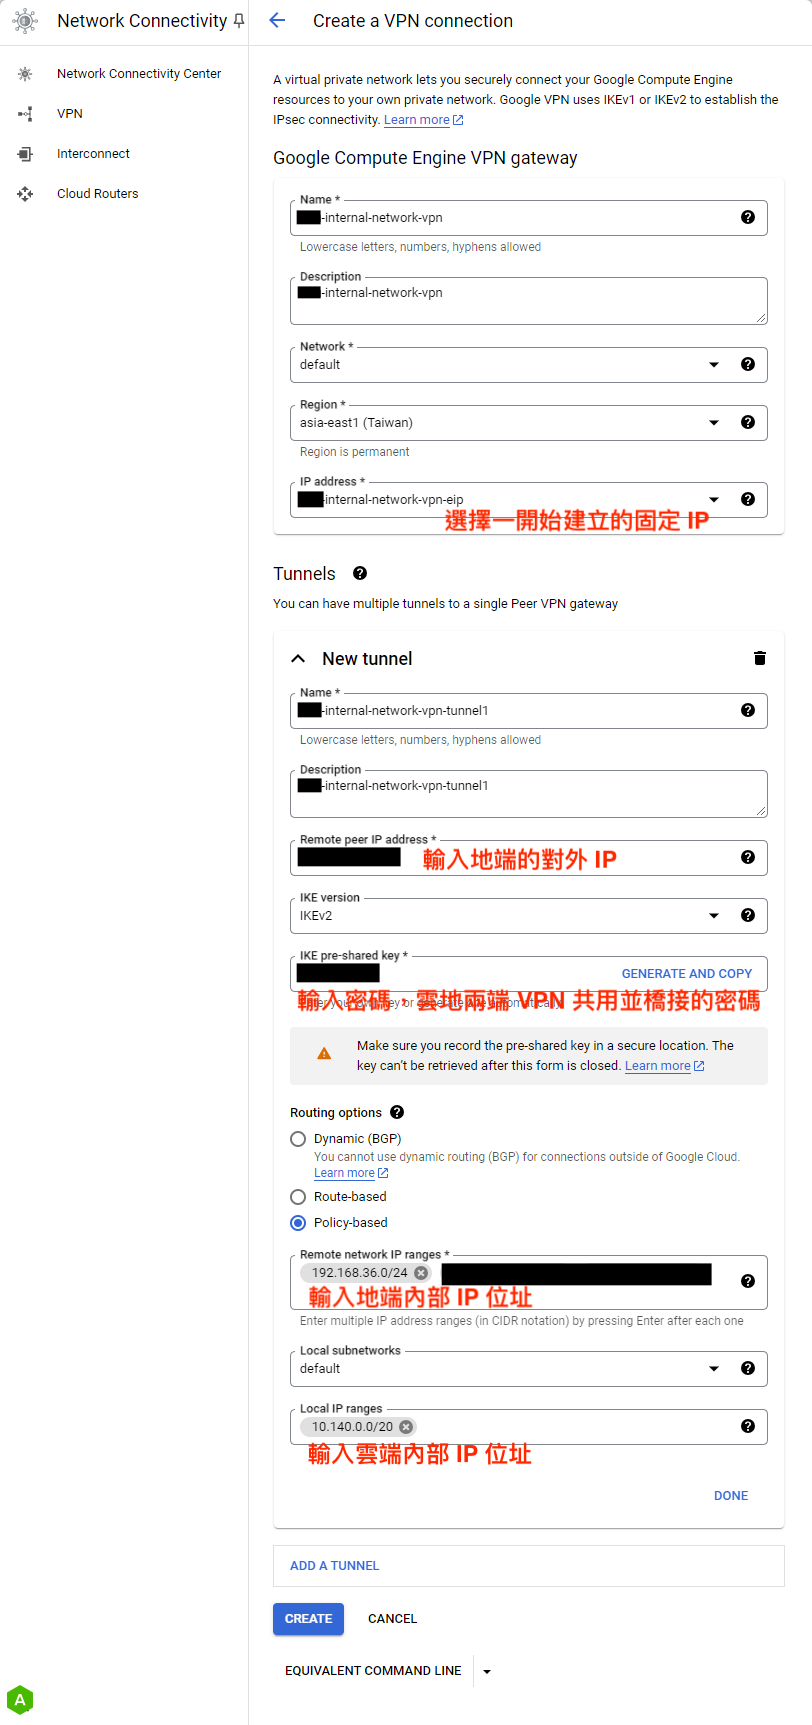 Network Connectivity
Create a VPN connection
Network Connectivity Center
VPN
Interconnect
Cloud Routers
A virtual private network lets you securely connect your Google Compute Engine
resources to your own private network. Google VPN uses IKEv1 or IKEv2 to establish the
IPsec connectivity. Learn more
Google Compute Engine VPN gateway
Name *
-internal-network-vpn
Lowercase letters, numbers, hyphens allowed
Description
-internal-network-vpn
Network *
default
Region *
asia-east1 (Taiwan)
Region is permanent
IP address *
internal-network-vpn-eip
選擇一開始建立的固定 IP
Tunnels
You can have multiple tunnels to a single Peer VPN gateway
New tunnel
Name *
-internal-network-vpn-tunnel1
Lowercase letters, numbers, hyphens allowed
Description
-internal-network-vpn-tunnel1
Remote peer IP address *
輸入地端的對外 IP
IKE version
IKEv2
IKE pre-shared key *
GENERATE AND COPY
輸入密碼，雲地兩端 VPN 共用並橋接的密碼
Make sure you record the pre-shared key in a secure location. The
key can't be retrieved after this form is closed. Learn more
Routing options
Dynamic (BGP)
You cannot use dynamic routing (BGP) for connections outside of Google Cloud.
Learn more
Route-based
Policy-based
Remote network IP ranges *
192.168.36.0/24
輸入地端內部 IP 位址
Enter multiple IP address ranges (in CIDR notation) by pressing Enter after each one
Local subnetworks
default
Local IP ranges
10.140.0.0/20
輸入雲端內部 IP 位址
DONE
ADD A TUNNEL
CREATE
CANCEL
EQUIVALENT COMMAND LINE
A